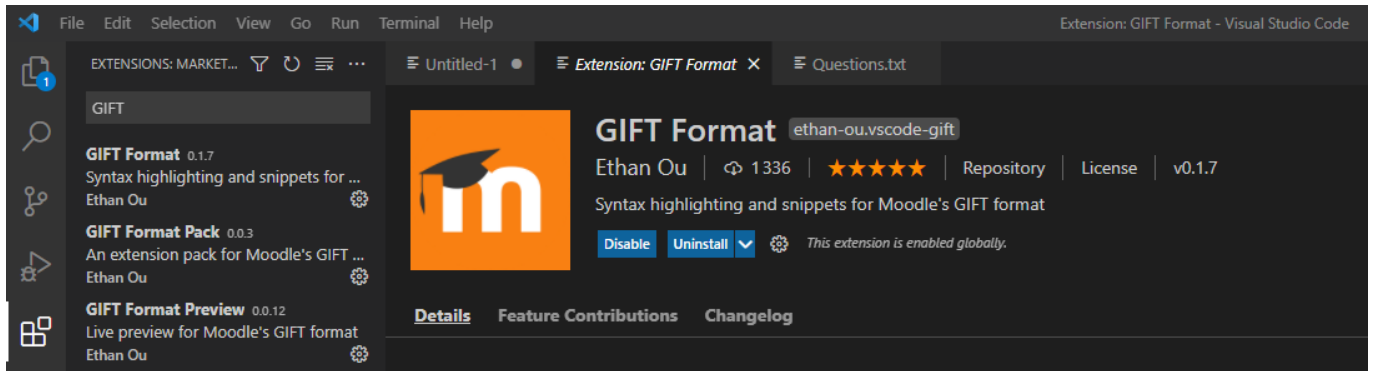 File Edit Selection View Go Run Terminal Help
Extension: GIFT Format - Visual Studio Code
1
EXTENSIONS: MARKET...
GIFT
GIFT Format 0.1.7
Syntax highlighting and snippets for ...
Ethan Ou
GIFT Format Pack 0.0.3
An extension pack for Moodle's GIFT ...
Ethan Ou
GIFT Format Preview 0.0.12
Live preview for Moodle's GIFT format
Ethan Ou
Untitled-1
Extension: GIFT Format
Questions.txt
m
GIFT Format ethan-ou.vscode-gift
Ethan Ou 1336 Repository License v0.1.7
Syntax highlighting and snippets for Moodle's GIFT format
Disable Uninstall This extension is enabled globally.
Details Feature Contributions Changelog